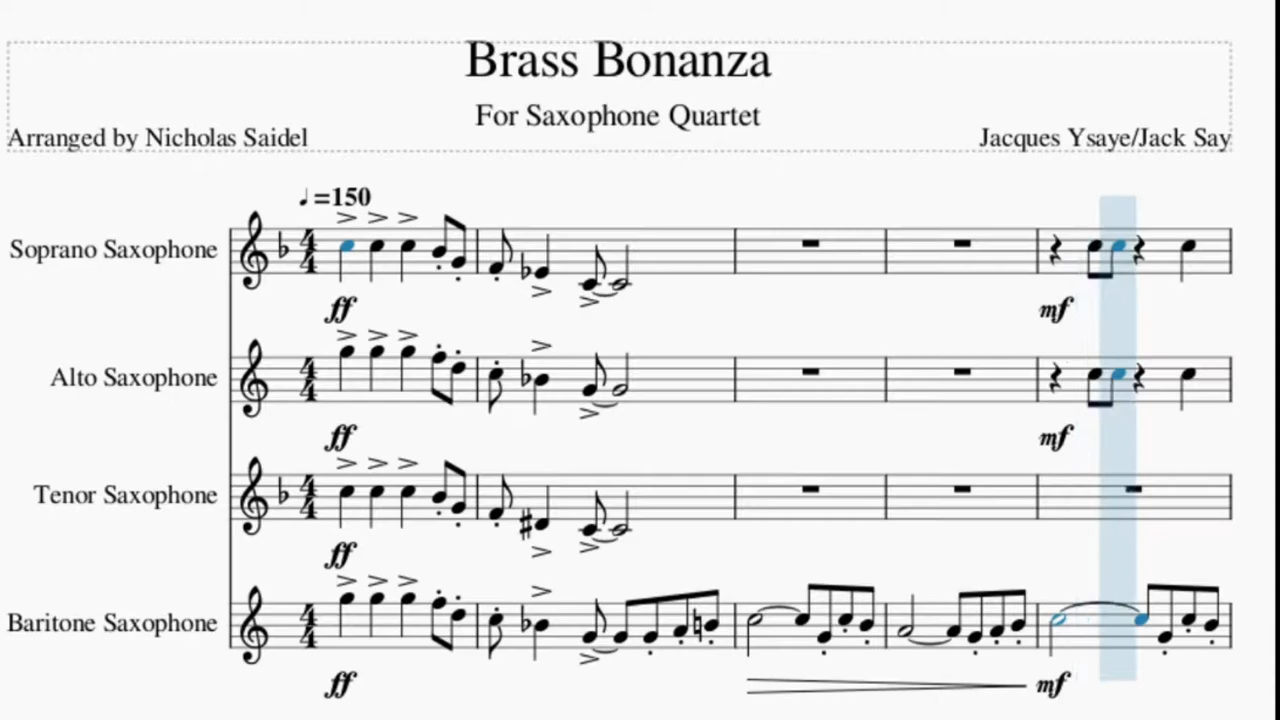 Brass Bonanza
For Saxophone Quartet
Arranged by Nicholas Saidel
Jacques Ysaye/Jack Say
♩=150
Soprano Saxophone
ff
mf
Alto Saxophone
ff
mf
Tenor Saxophone
ff
Baritone Saxophone
ff
mf